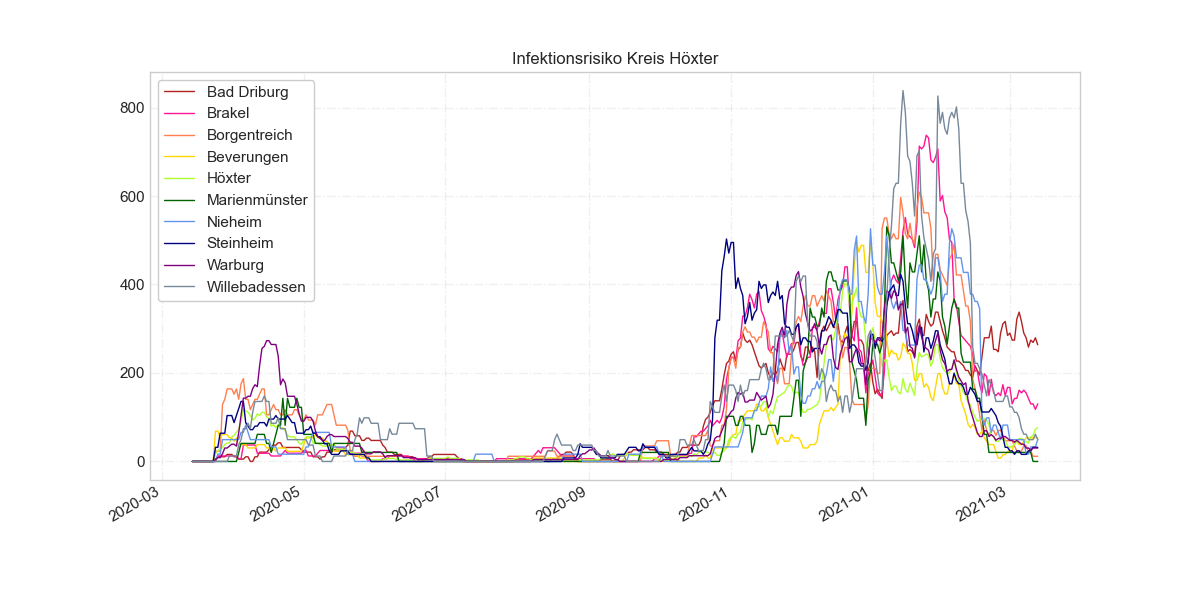 Infektionsrisiko Kreis Höxter
Bad Driburg
Brakel
Borgentreich
Beverungen
Höxter
Marienmünster
Nieheim
Steinheim
Warburg
Willebadessen
800
600
400
200
0
2020-03
2020-05
2020-07
2020-09
2020-11
2021-01
2021-03